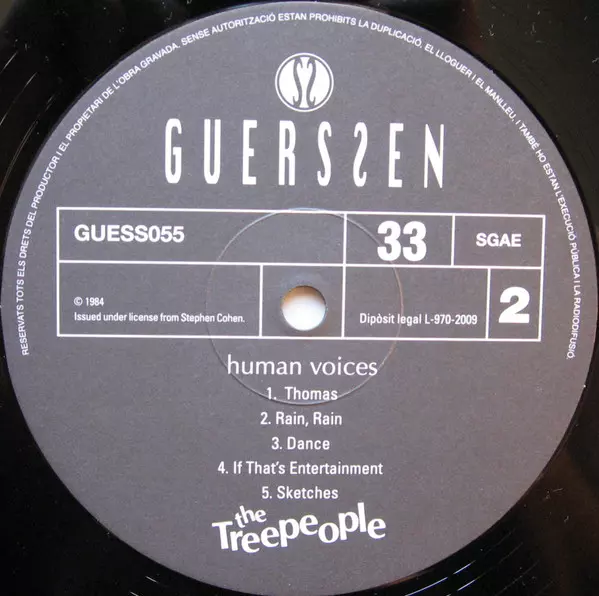 RESERVATS TOTS ELS DRETS DEL PRODUCTOR I EL PROPIETARI DE L'OBRA GRAVADA. SENSE AUTORITZACIÓ ESTAN PROHIBITS LA DUPLICACIÓ, EL LLOGUER I EL MANLLEU, I TAMBÉ HO ESTAN L'EXECUCIÓ PÚBLICA I LA RADIODIFUSIÓ.
GUERSSEN
GUESS055
33
SGAE
© 1984
Issued under license from Stephen Cohen.
Dipòsit legal L-970-2009
2
human voices
1. Thomas
2. Rain, Rain
3. Dance
4. If That's Entertainment
5. Sketches
the
Treepeople